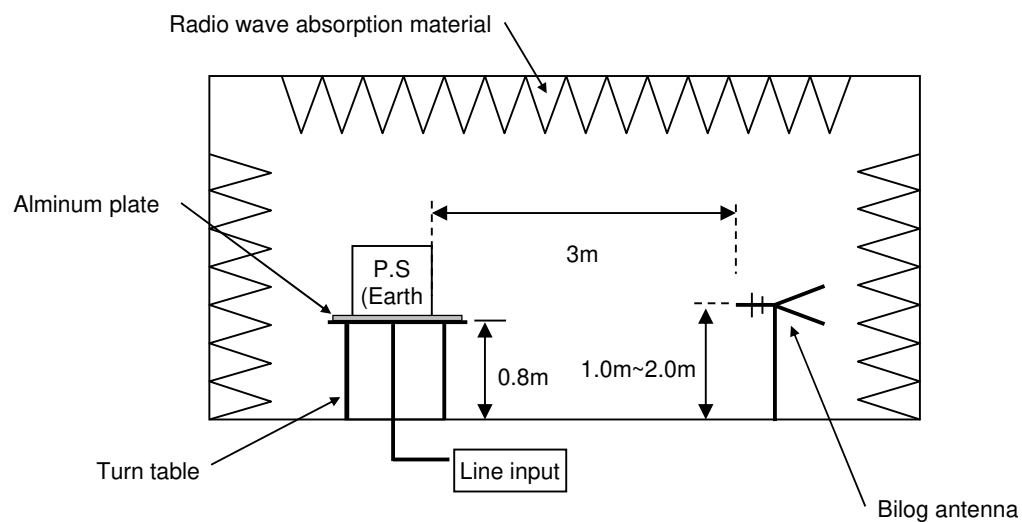 Radio wave absorption material
Alminum plate
P.S
(Earth
3m
0.8m
1.0m~2.0m
Turn table
Line input
Bilog antenna